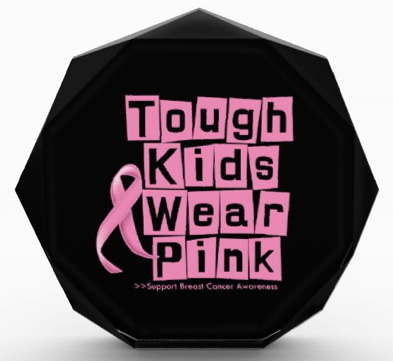 Tough
Kids
Wear
Pink
>>Support Breast Cancer Awareness